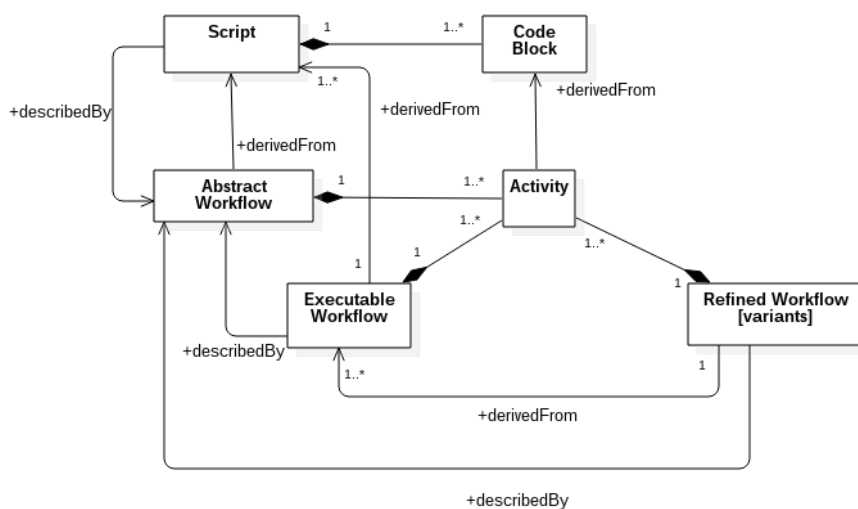 Script
1
1..*
Code
Block
1..*
+describedBy
+derivedFrom
+derivedFrom
+derivedFrom
Abstract
Workflow
1
1..*
Activity
1..*
1..*
1
1
1
Executable
Workflow
Refined Workflow
[variants]
+describedBy
1..*
1
+derivedFrom
+describedBy